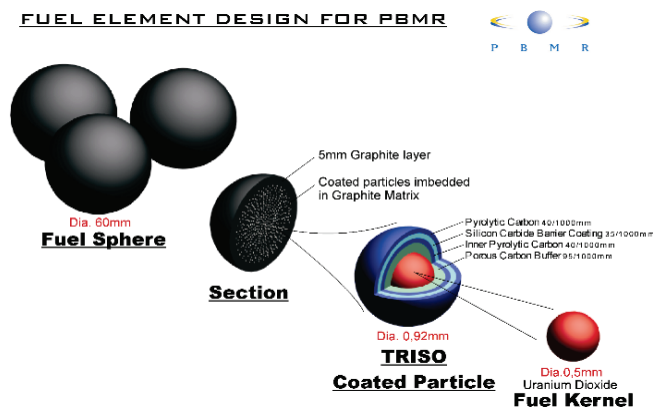 FUEL ELEMENT DESIGN FOR PBMR
P B M R
5mm Graphite layer
Coated particles imbedded
in Graphite Matrix
Dia. 60mm
Fuel Sphere
Section
Pyrolytic Carbon 40/1000mm
Silicon Carbide Barrier Coating 35/1000mm
Inner Pyrolytic Carbon 40/1000mm
Porous Carbon Buffer 95/1000mm
Dia. 0,92mm
TRISO
Coated Particle
Dia.0,5mm
Uranium Dioxide
Fuel Kernel